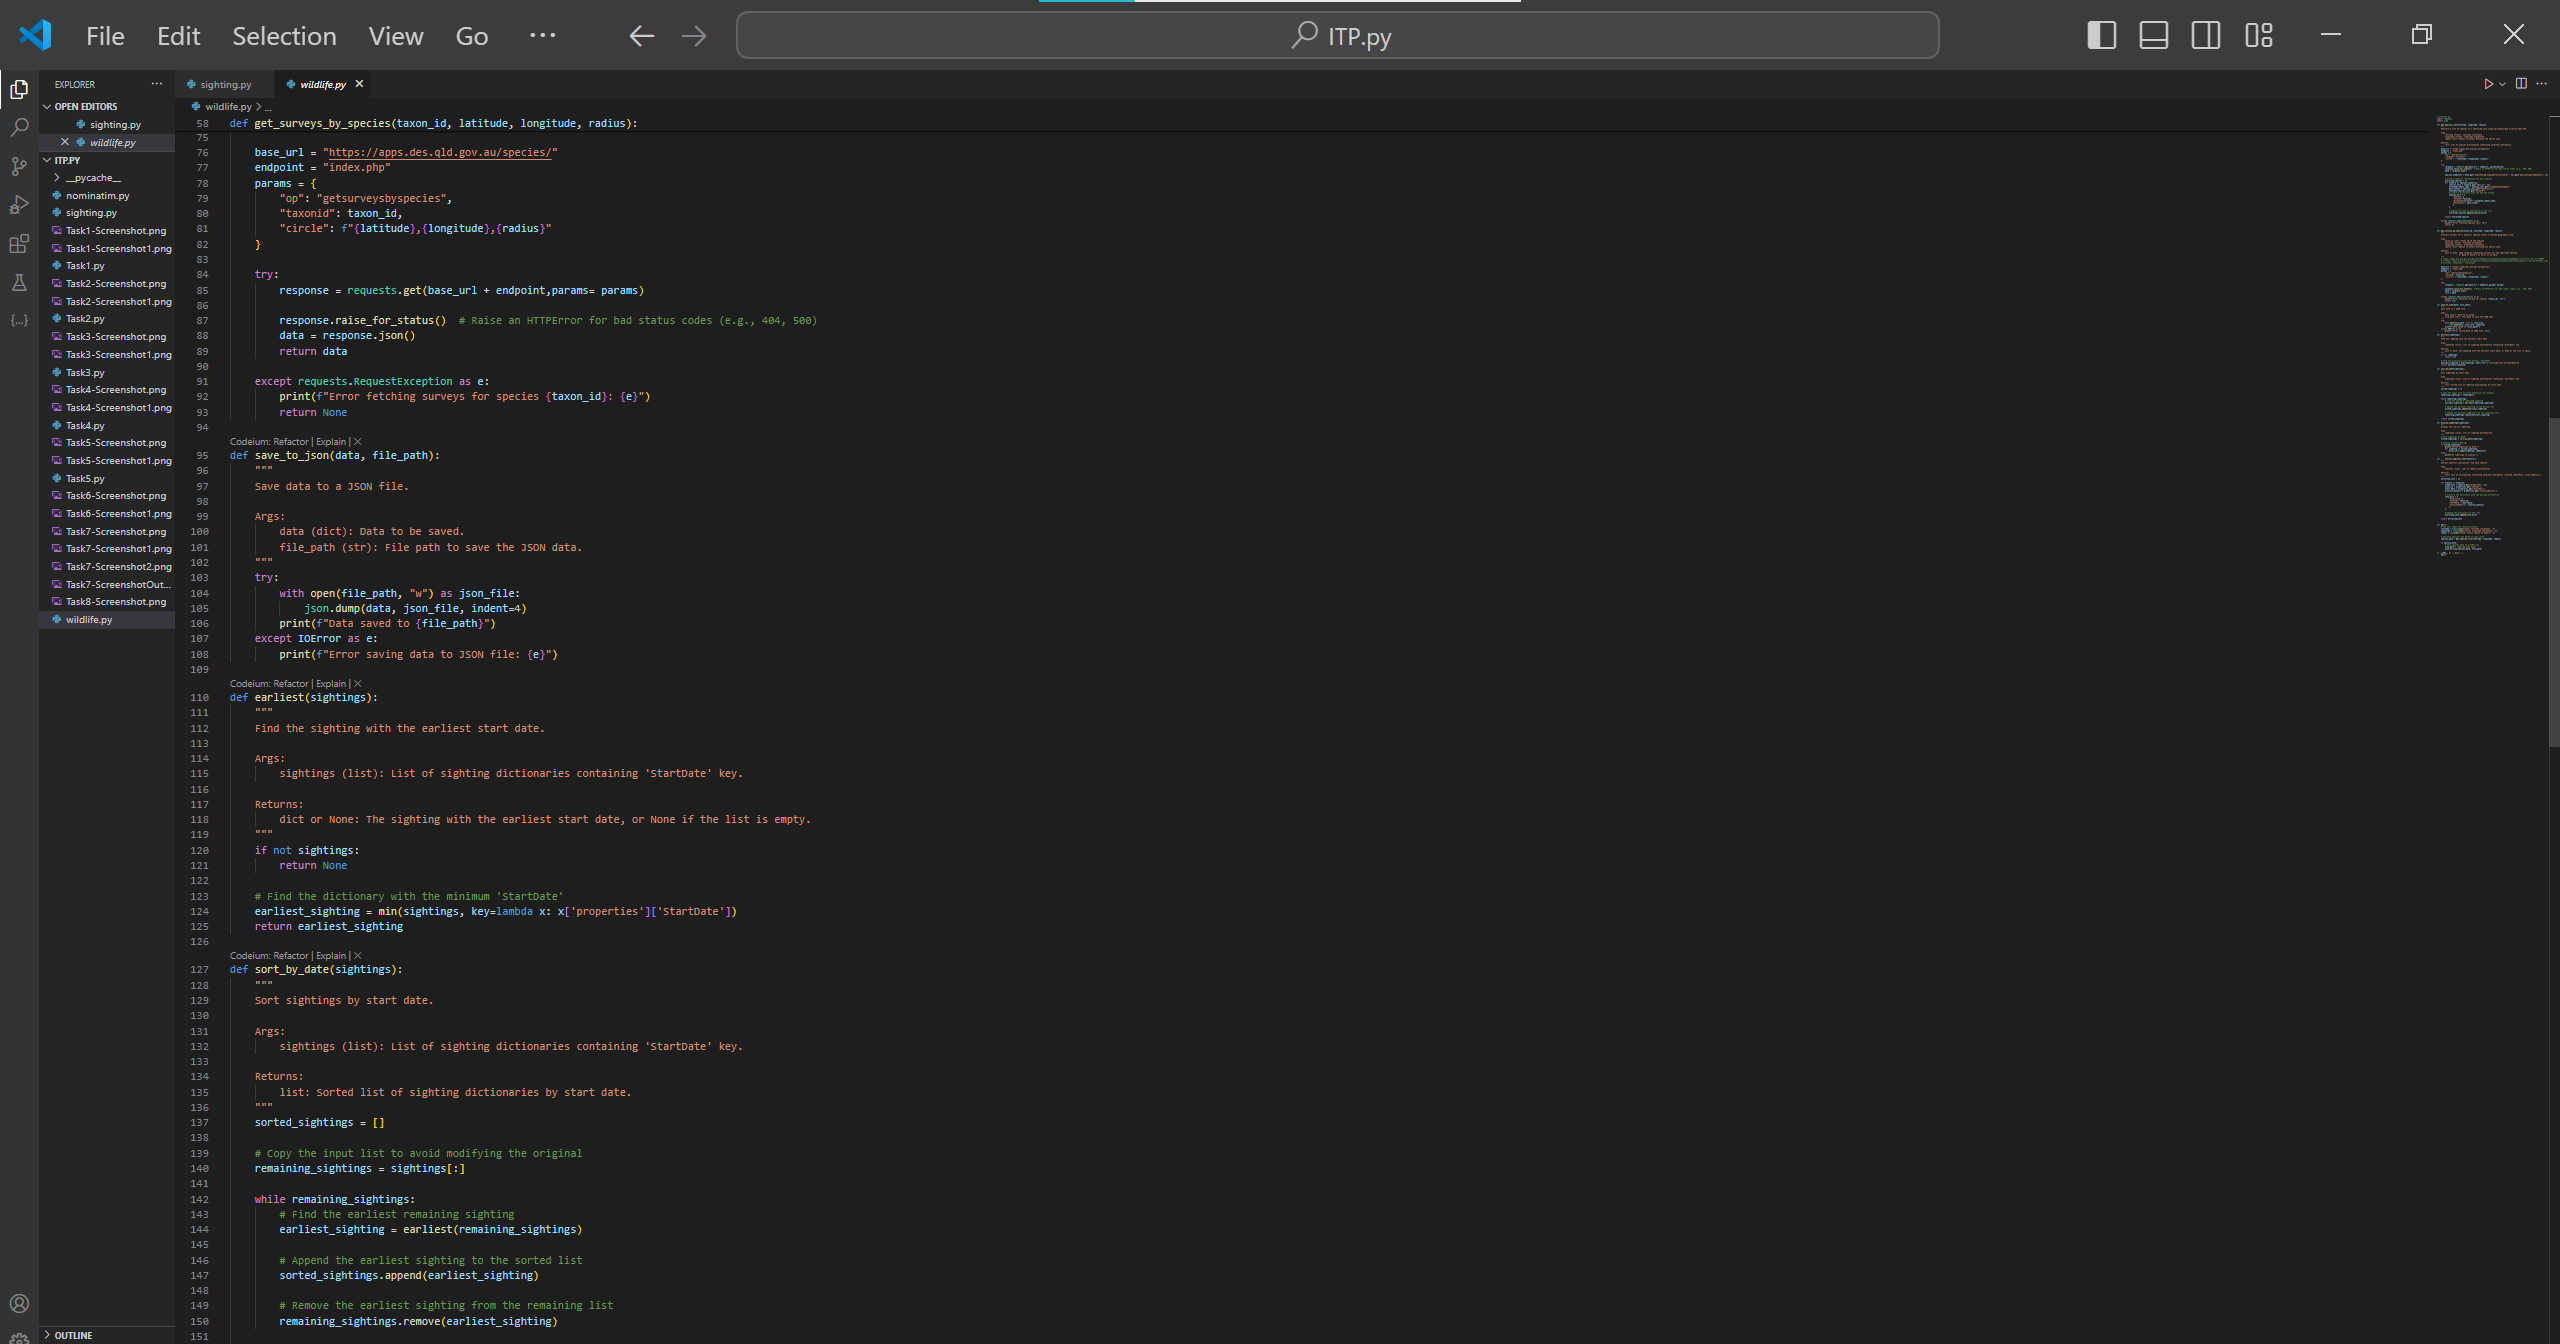 File Edit Selection View Go ...
ITP.py
EXPLORER ...
OPEN EDITORS
sighting.py
wildlife.py
ITP.PY
__pycache__
nominatim.py
sighting.py
Task1-Screenshot.png
Task1-Screenshot1.png
Task1.py
Task2-Screenshot.png
Task2-Screenshot1.png
Task2.py
Task3-Screenshot.png
Task3-Screenshot1.png
Task3.py
Task4-Screenshot.png
Task4-Screenshot1.png
Task4.py
Task5-Screenshot.png
Task5-Screenshot1.png
Task5.py
Task6-Screenshot.png
Task6-Screenshot1.png
Task7-Screenshot.png
Task7-Screenshot1.png
Task7-Screenshot2.png
Task7-ScreenshotOut...
Task8-Screenshot.png
wildlife.py
OUTLINE
sighting.py wildlife.py
wildlife.py > ...
58 def get_surveys_by_species(taxon_id, latitude, longitude, radius):
75
76 base_url = "https://apps.des.qld.gov.au/species/"
77 endpoint = "index.php"
78 params = {
79 "op": "getsurveysbyspecies",
80 "taxonid": taxon_id,
81 "circle": f"{latitude},{longitude},{radius}"
82 }
83
84 try:
85 response = requests.get(base_url + endpoint,params= params)
86
87 response.raise_for_status() # Raise an HTTPError for bad status codes (e.g., 404, 500)
88 data = response.json()
89 return data
90
91 except requests.RequestException as e:
92 print(f"Error fetching surveys for species {taxon_id}: {e}")
93 return None
94
Codeium: Refactor | Explain | X
95 def save_to_json(data, file_path):
96 """
97 Save data to a JSON file.
98
99 Args:
100 data (dict): Data to be saved.
101 file_path (str): File path to save the JSON data.
102 """
103 try:
104 with open(file_path, "w") as json_file:
105 json.dump(data, json_file, indent=4)
106 print(f"Data saved to {file_path}")
107 except IOError as e:
108 print(f"Error saving data to JSON file: {e}")
109
Codeium: Refactor | Explain | X
110 def earliest(sightings):
111 """
112 Find the sighting with the earliest start date.
113
114 Args:
115 sightings (list): List of sighting dictionaries containing 'StartDate' key.
116
117 Returns:
118 dict or None: The sighting with the earliest start date, or None if the list is empty.
119 """
120 if not sightings:
121 return None
122
123 # Find the dictionary with the minimum 'StartDate'
124 earliest_sighting = min(sightings, key=lambda x: x['properties']['StartDate'])
125 return earliest_sighting
126
Codeium: Refactor | Explain | X
127 def sort_by_date(sightings):
128 """
129 Sort sightings by start date.
130
131 Args:
132 sightings (list): List of sighting dictionaries containing 'StartDate' key.
133
134 Returns:
135 list: Sorted list of sighting dictionaries by start date.
136 """
137 sorted_sightings = []
138
139 # Copy the input list to avoid modifying the original
140 remaining_sightings = sightings[:]
141
142 while remaining_sightings:
143 # Find the earliest remaining sighting
144 earliest_sighting = earliest(remaining_sightings)
145
146 # Append the earliest sighting to the sorted list
147 sorted_sightings.append(earliest_sighting)
148
149 # Remove the earliest sighting from the remaining list
150 remaining_sightings.remove(earliest_sighting)
151